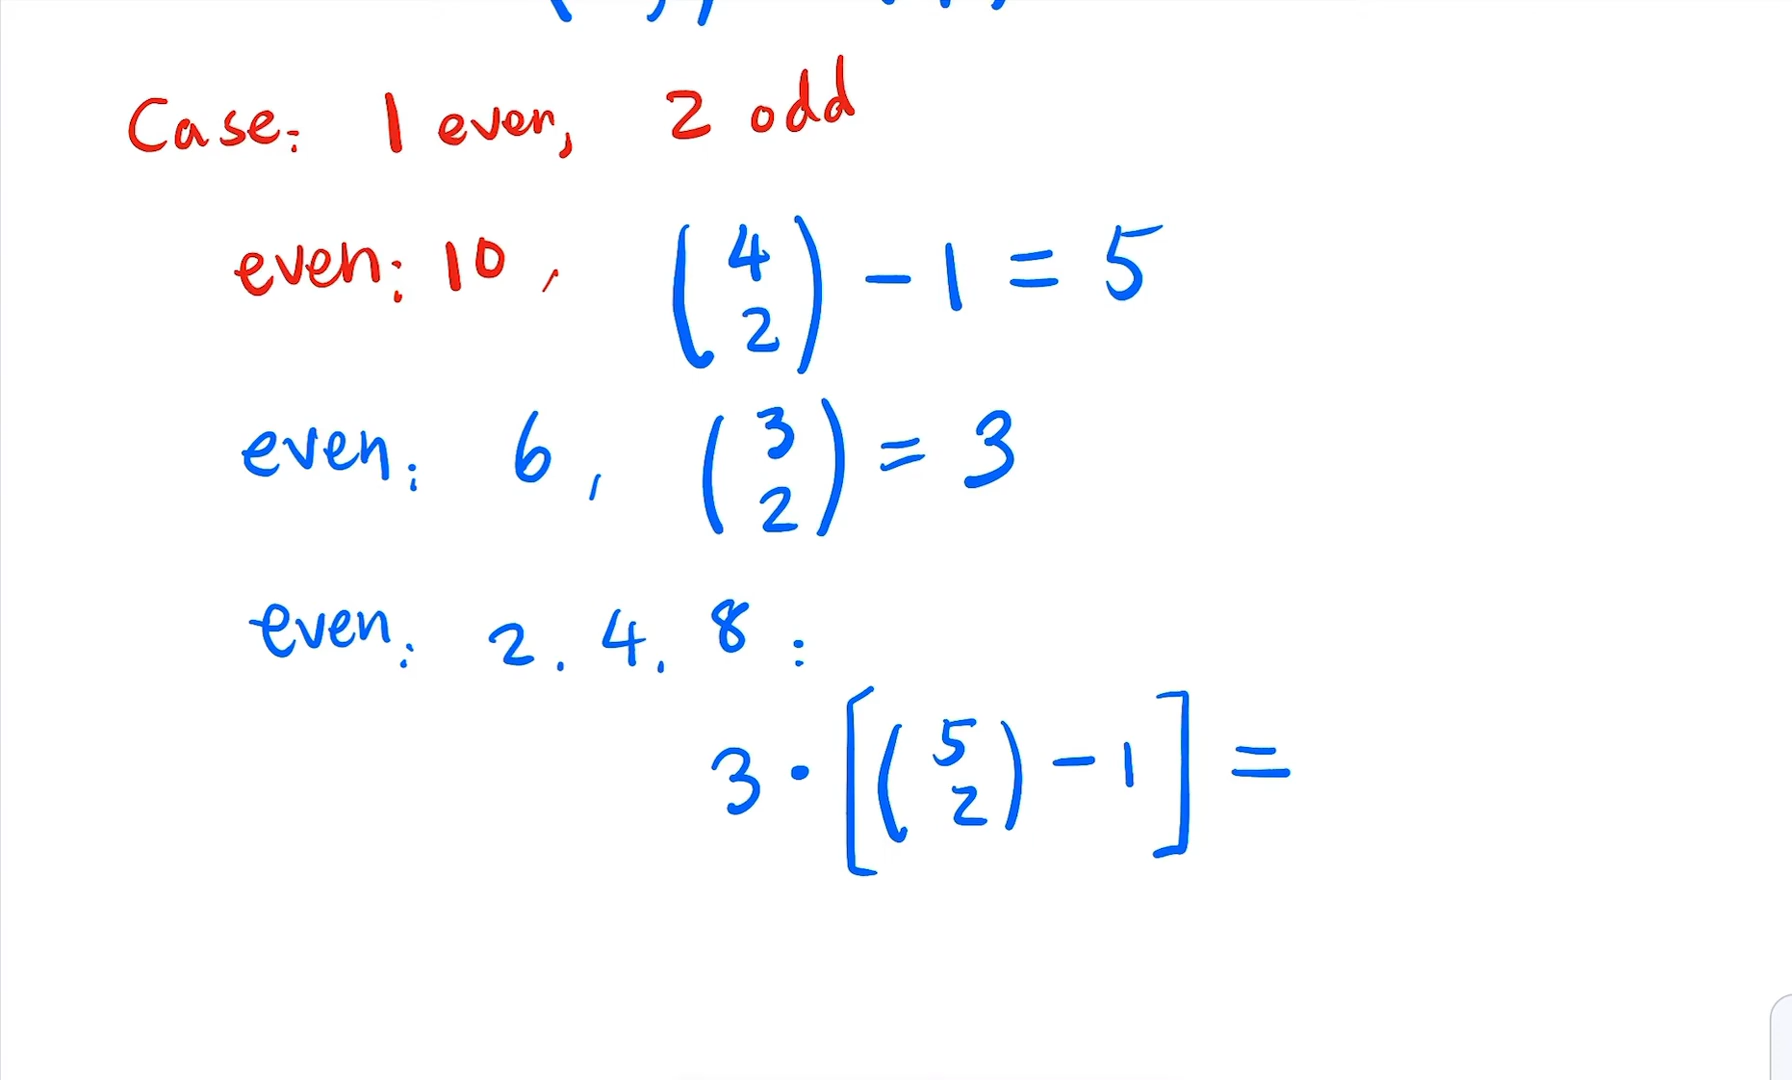 Case: 1 even, 2 odd
even: 10, (4 2) - 1 = 5
even: 6, (3 2) = 3
even: 2. 4. 8:
3 · [(5 2) - 1] =